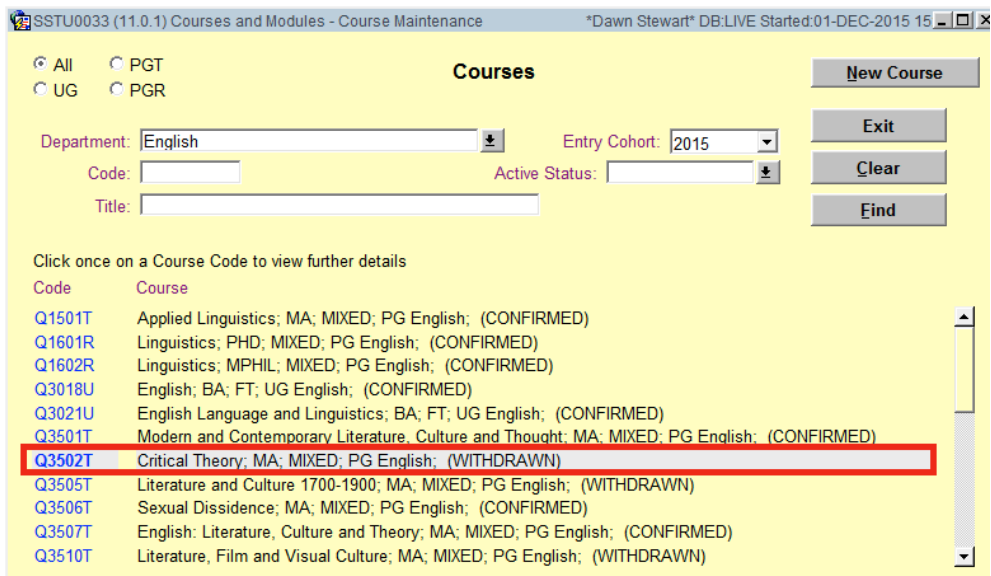 SSTU0033 (11.0.1) Courses and Modules - Course Maintenance *Dawn Stewart* DB:LIVE Started:01-DEC-2015 15
All PGT
Courses
New Course
UG PGR
Exit
Department: English Entry Cohort: 2015
Code: Active Status: Clear
Title: Find
Click once on a Course Code to view further details
Code Course
Q1501T Applied Linguistics; MA; MIXED; PG English; (CONFIRMED)
Q1601R Linguistics; PHD; MIXED; PG English; (CONFIRMED)
Q1602R Linguistics; MPHIL; MIXED; PG English; (CONFIRMED)
Q3018U English; BA; FT; UG English; (CONFIRMED)
Q3021U English Language and Linguistics; BA; FT; UG English; (CONFIRMED)
Q3501T Modern and Contemporary Literature, Culture and Thought; MA; MIXED; PG English; (CONFIRMED)
Q3502T Critical Theory; MA; MIXED; PG English; (WITHDRAWN)
Q3505T Literature and Culture 1700-1900; MA; MIXED; PG English; (WITHDRAWN)
Q3506T Sexual Dissidence; MA; MIXED; PG English; (CONFIRMED)
Q3507T English: Literature, Culture and Theory; MA; MIXED; PG English; (CONFIRMED)
Q3510T Literature, Film and Visual Culture; MA; MIXED; PG English; (WITHDRAWN)